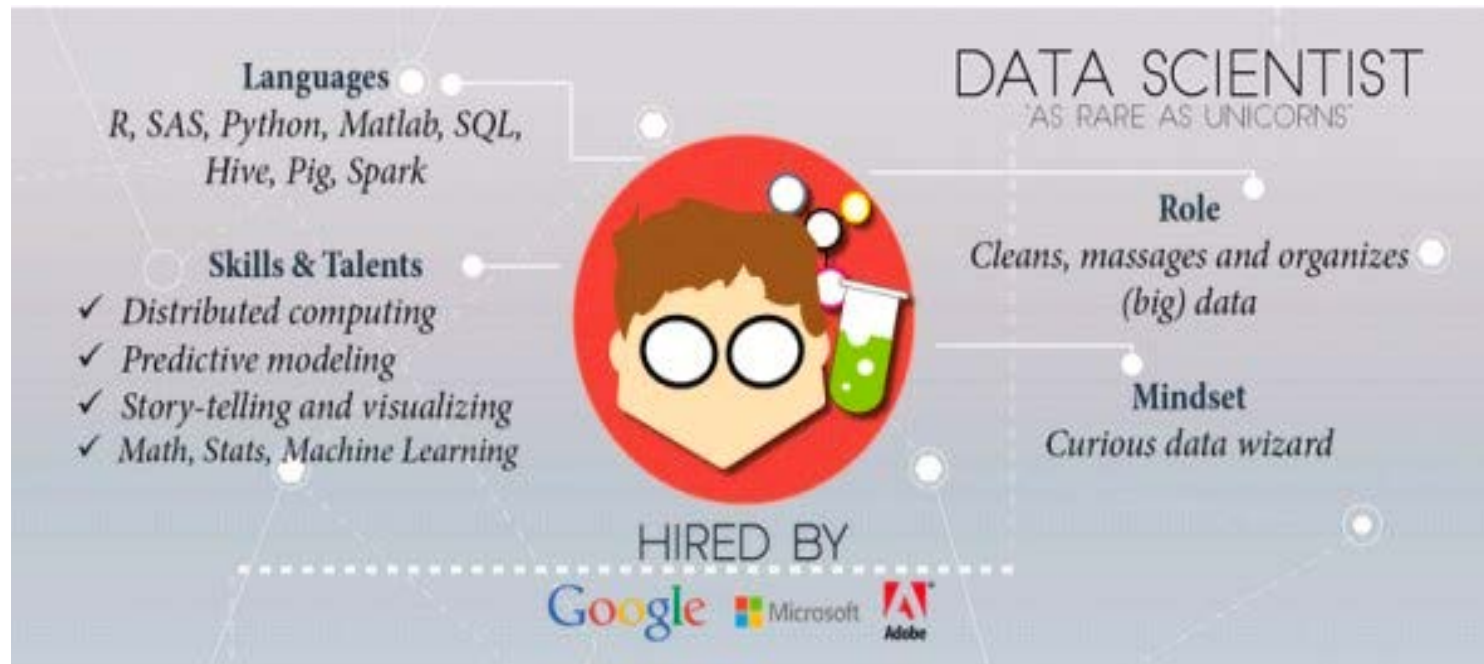 Languages
R, SAS, Python, Matlab, SQL,
Hive, Pig, Spark
Skills & Talents
✓ Distributed computing
✓ Predictive modeling
✓ Story-telling and visualizing
✓ Math, Stats, Machine Learning
DATA SCIENTIST
"AS RARE AS UNICORNS"
Role
Cleans, massages and organizes
(big) data
Mindset
Curious data wizard
HIRED BY
Google Microsoft Adobe